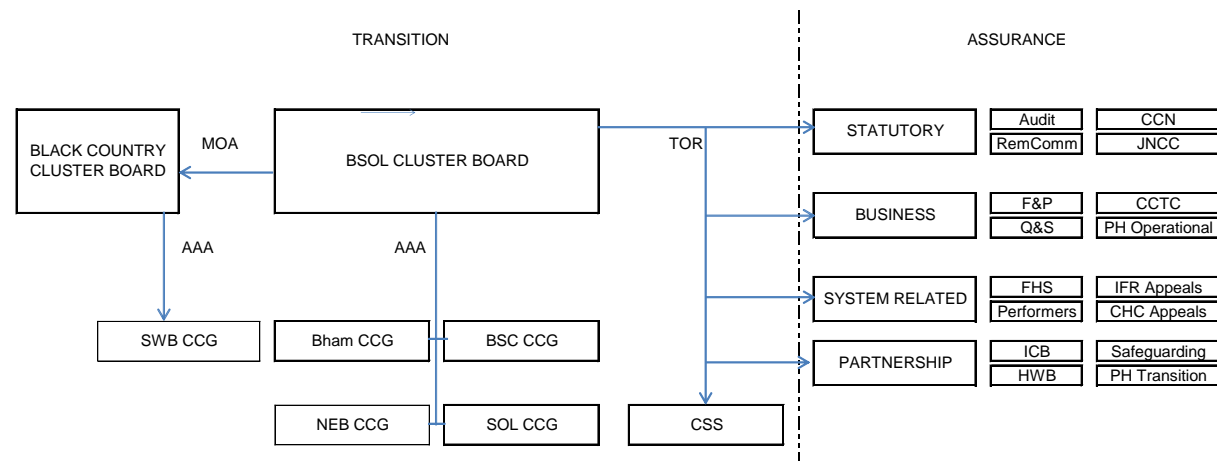 TRANSITION
ASSURANCE
BLACK COUNTRY
CLUSTER BOARD
MOA
BSOL CLUSTER BOARD
TOR
STATUTORY
Audit
CCN
RemComm
JNCC
BUSINESS
F&P
CCTC
Q&S
PH Operational
AAA
AAA
SYSTEM RELATED
FHS
IFR Appeals
Performers
CHC Appeals
SWB CCG
Bham CCG
BSC CCG
PARTNERSHIP
ICB
Safeguarding
HWB
PH Transition
NEB CCG
SOL CCG
CSS